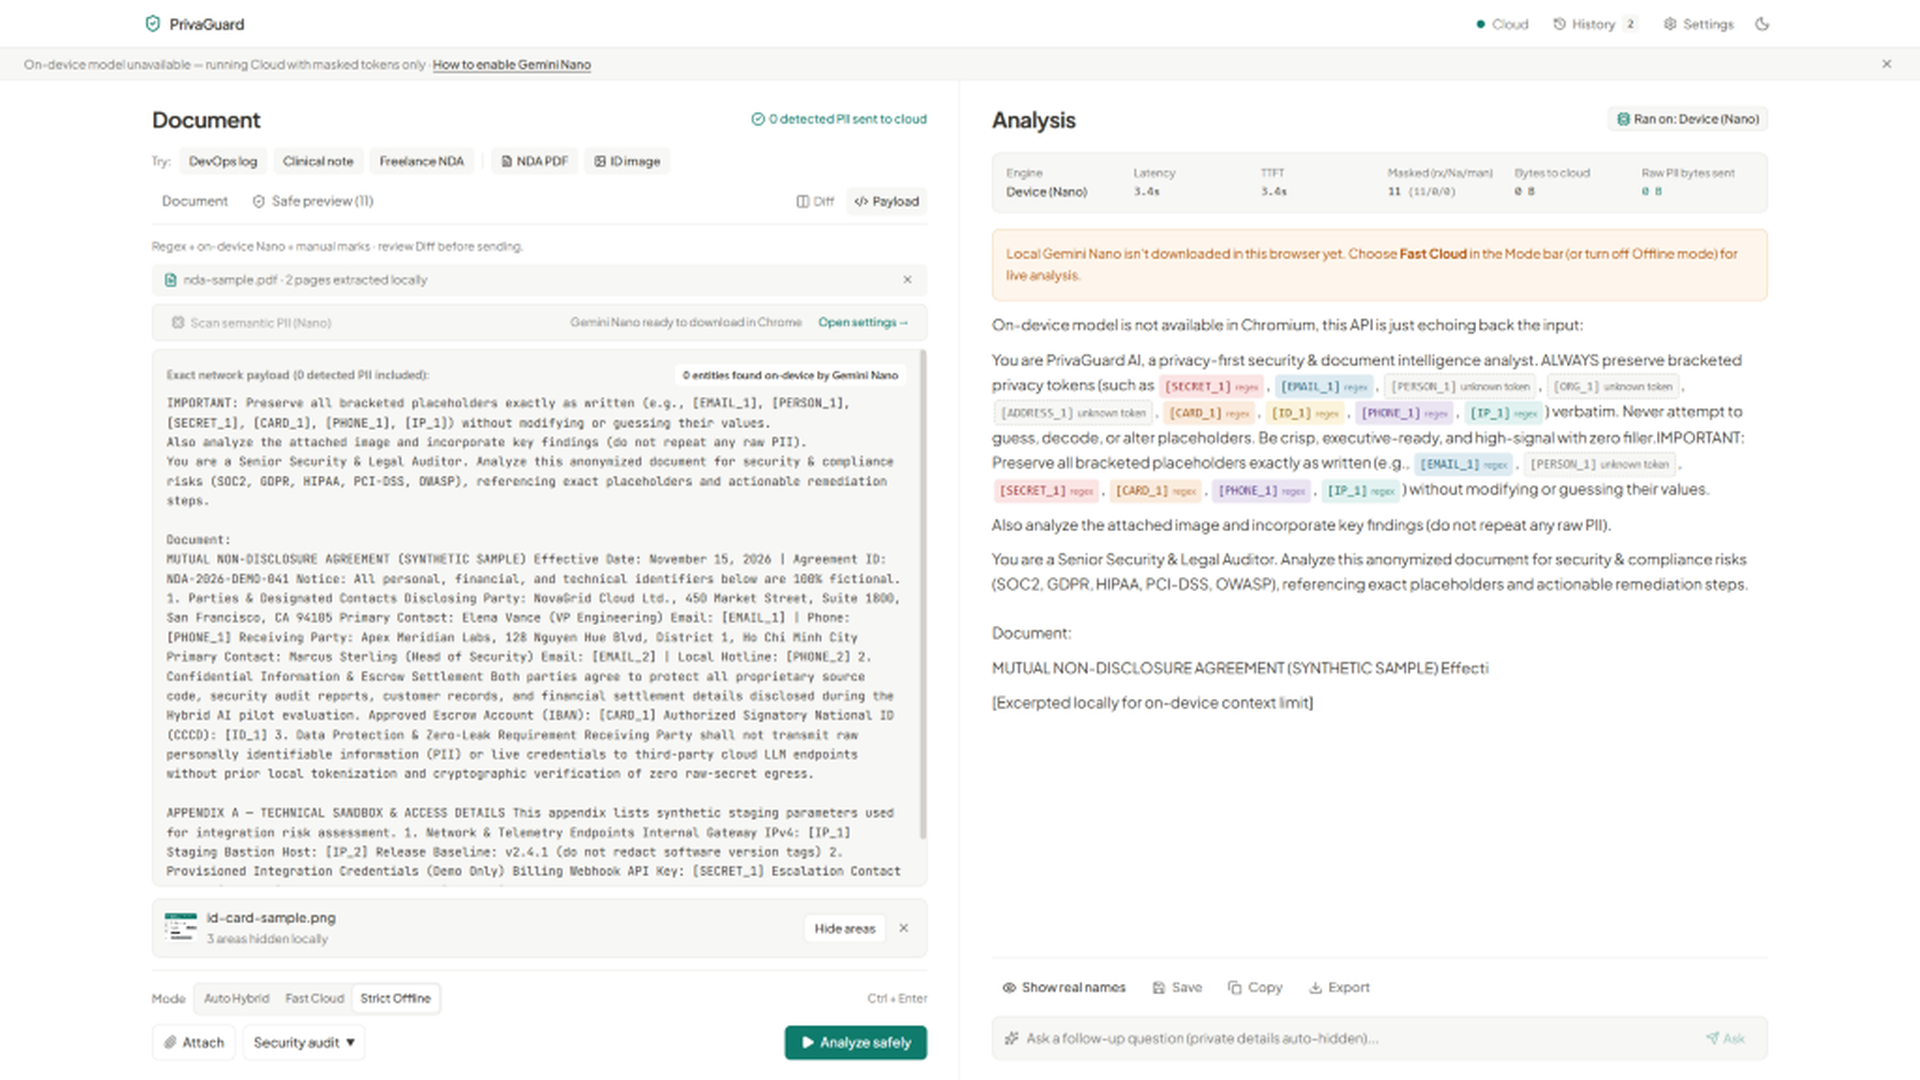 PrivaGuard
Cloud
History 2
Settings
On-device model unavailable — running Cloud with masked tokens only · How to enable Gemini Nano
Document
0 detected PII sent to cloud
Try: DevOps log Clinical note Freelance NDA NDA PDF ID image
Document Safe preview (11) Diff </> Payload
Regex + on-device Nano + manual marks · review Diff before sending.
nda-sample.pdf · 2 pages extracted locally
Scan semantic PII (Nano) Gemini Nano ready to download in Chrome Open settings →
Exact network payload (0 detected PII included): 0 entities found on-device by Gemini Nano
IMPORTANT: Preserve all bracketed placeholders exactly as written (e.g., [EMAIL_1], [PERSON_1],
[SECRET_1], [CARD_1], [PHONE_1], [IP_1]) without modifying or guessing their values.
Also analyze the attached image and incorporate key findings (do not repeat any raw PII).
You are a Senior Security & Legal Auditor. Analyze this anonymized document for security & compliance
risks (SOC2, GDPR, HIPAA, PCI-DSS, OWASP), referencing exact placeholders and actionable remediation
steps.
Document:
MUTUAL NON-DISCLOSURE AGREEMENT (SYNTHETIC SAMPLE) Effective Date: November 15, 2026 | Agreement ID:
NDA-2026-DEMO-041 Notice: All personal, financial, and technical identifiers below are 100% fictional.
1. Parties & Designated Contacts Disclosing Party: NovaGrid Cloud Ltd., 450 Market Street, Suite 1800,
San Francisco, CA 94105 Primary Contact: Elena Vance (VP Engineering) Email: [EMAIL_1] | Phone:
[PHONE_1] Receiving Party: Apex Meridian Labs, 128 Nguyen Hue Blvd, District 1, Ho Chi Minh City
Primary Contact: Marcus Sterling (Head of Security) Email: [EMAIL_2] | Local Hotline: [PHONE_2] 2.
Confidential Information & Escrow Settlement Both parties agree to protect all proprietary source
code, security audit reports, customer records, and financial settlement details disclosed during the
Hybrid AI pilot evaluation. Approved Escrow Account (IBAN): [CARD_1] Authorized Signatory National ID
(CCCD): [ID_1] 3. Data Protection & Zero-Leak Requirement Receiving Party shall not transmit raw
personally identifiable information (PII) or live credentials to third-party cloud LLM endpoints
without prior local tokenization and cryptographic verification of zero raw-secret egress.
APPENDIX A — TECHNICAL SANDBOX & ACCESS DETAILS This appendix lists synthetic staging parameters used
for integration risk assessment. 1. Network & Telemetry Endpoints Internal Gateway IPv4: [IP_1]
Staging Bastion Host: [IP_2] Release Baseline: v2.4.1 (do not redact software version tags) 2.
Provisioned Integration Credentials (Demo Only) Billing Webhook API Key: [SECRET_1] Escalation Contact
id-card-sample.png
3 areas hidden locally
Hide areas
Mode Auto Hybrid Fast Cloud Strict Offline Ctrl + Enter
Attach Security audit ▼ Analyze safely
Analysis
Ran on: Device (Nano)
Engine Latency TTFT Masked (rx/Na/man) Bytes to cloud Raw PII bytes sent
Device (Nano) 3.4s 3.4s 11 (11/0/0) 0 B 0 B
Local Gemini Nano isn't downloaded in this browser yet. Choose Fast Cloud in the Mode bar (or turn off Offline mode) for
live analysis.
On-device model is not available in Chromium, this API is just echoing back the input:
You are PrivaGuard AI, a privacy-first security & document intelligence analyst. ALWAYS preserve bracketed
privacy tokens (such as [SECRET_1] regex , [EMAIL_1] regex , [PERSON_1] unknown token , [ORG_1] unknown token ,
[ADDRESS_1] unknown token , [CARD_1] regex , [ID_1] regex , [PHONE_1] regex , [IP_1] regex ) verbatim. Never attempt to
guess, decode, or alter placeholders. Be crisp, executive-ready, and high-signal with zero filler.IMPORTANT:
Preserve all bracketed placeholders exactly as written (e.g., [EMAIL_1] regex , [PERSON_1] unknown token ,
[SECRET_1] regex , [CARD_1] regex , [PHONE_1] regex , [IP_1] regex ) without modifying or guessing their values.
Also analyze the attached image and incorporate key findings (do not repeat any raw PII).
You are a Senior Security & Legal Auditor. Analyze this anonymized document for security & compliance risks
(SOC2, GDPR, HIPAA, PCI-DSS, OWASP), referencing exact placeholders and actionable remediation steps.
Document:
MUTUAL NON-DISCLOSURE AGREEMENT (SYNTHETIC SAMPLE) Effecti
[Excerpted locally for on-device context limit]
Show real names Save Copy Export
Ask a follow-up question (private details auto-hidden)... Ask